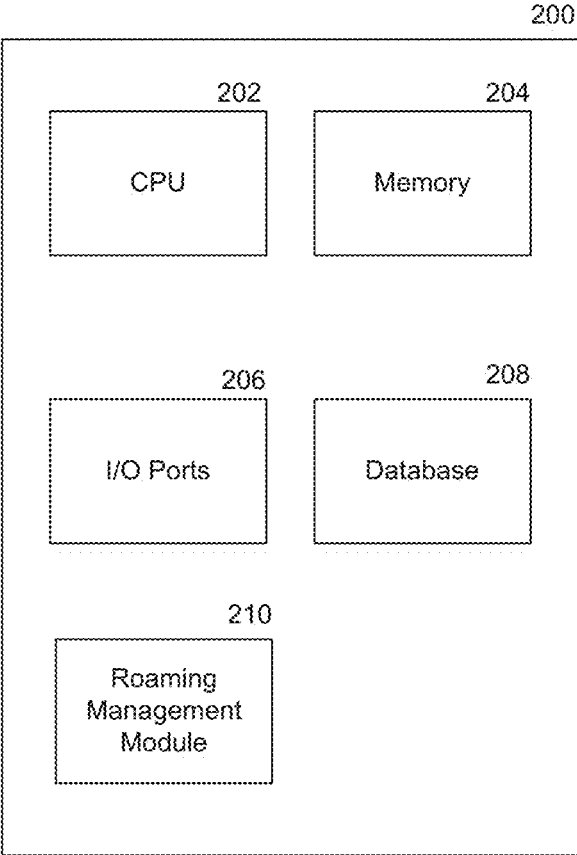 200
202
204
CPU
Memory
206
208
I/O Ports
Database
210
Roaming
Management
Module